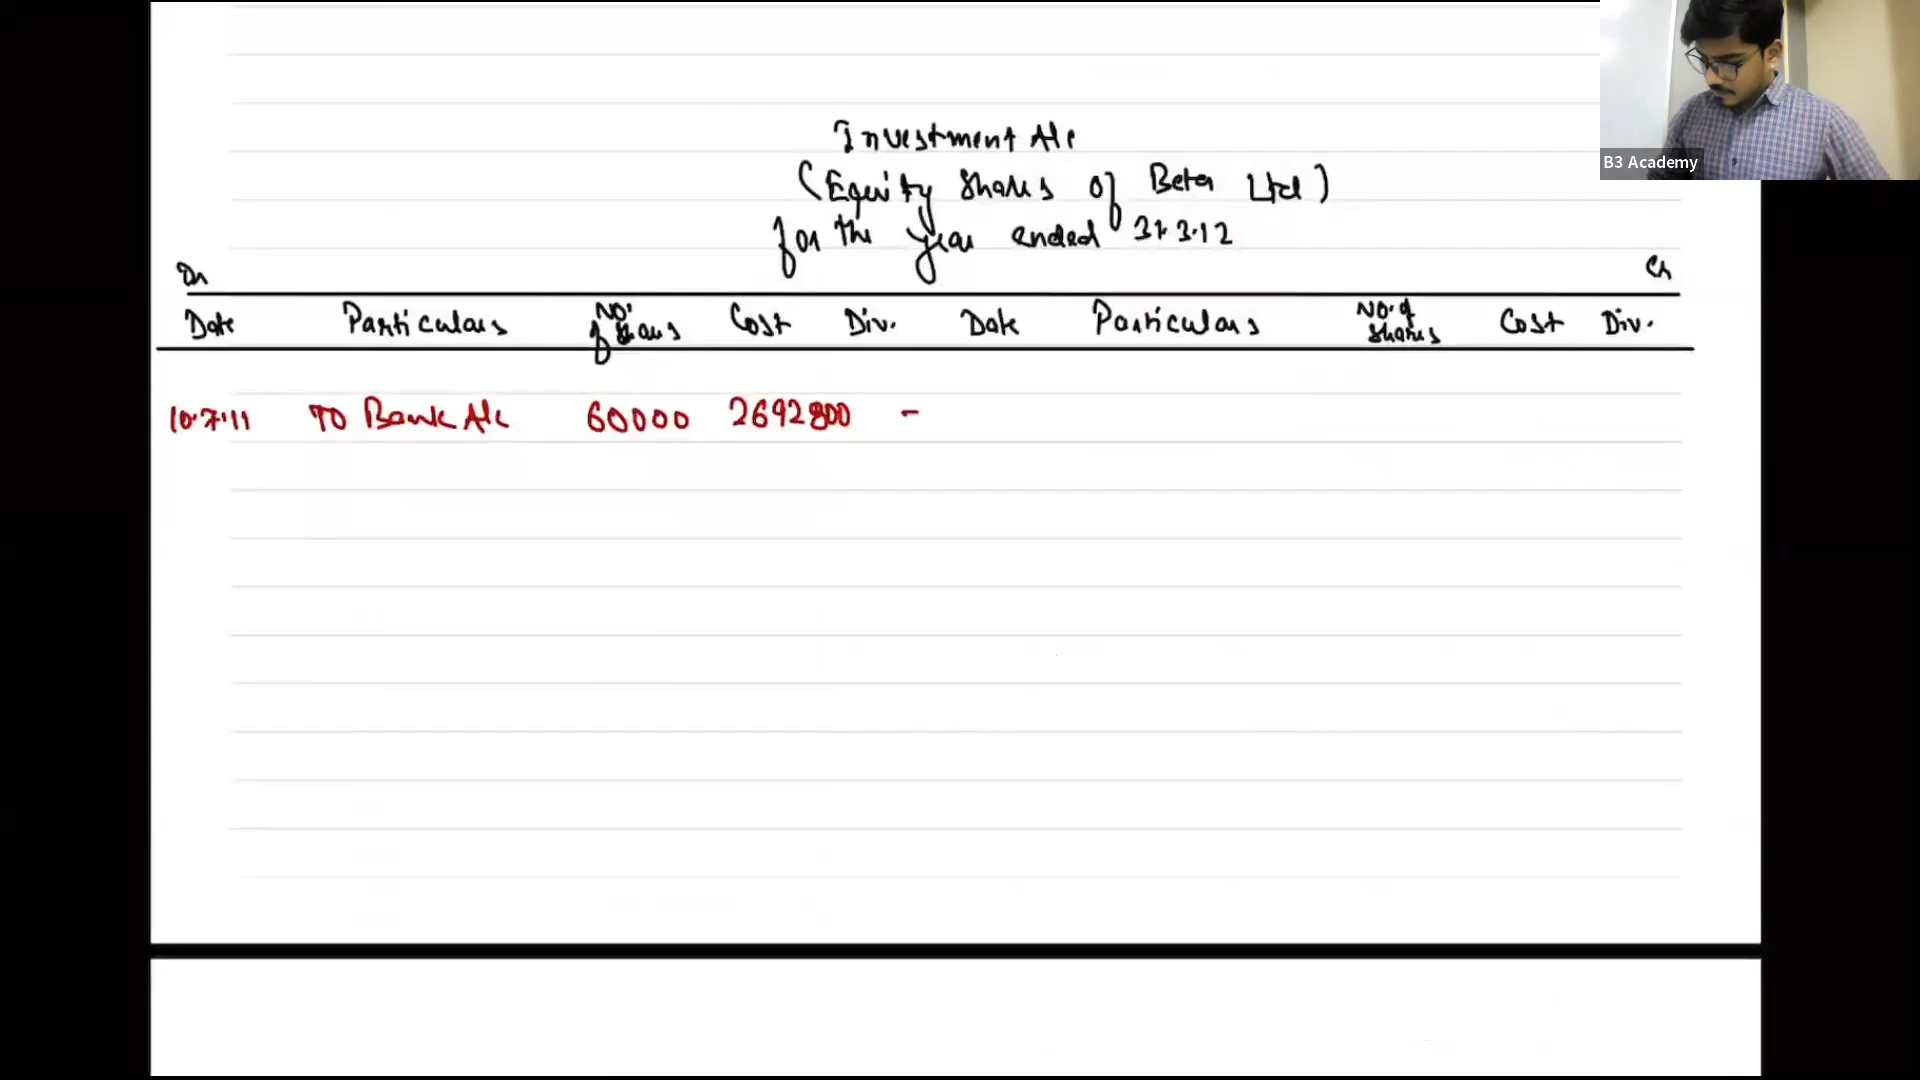 Investment A/c
(Equity Shares of Beta Ltd)
for the year ended 31.3.12
Dr Cr
Date Particulars No. of Shares Cost Div. Date Particulars No. of Shares Cost Div.
10.7.11 TO Bank A/c 60000 2692800 -
B3 Academy